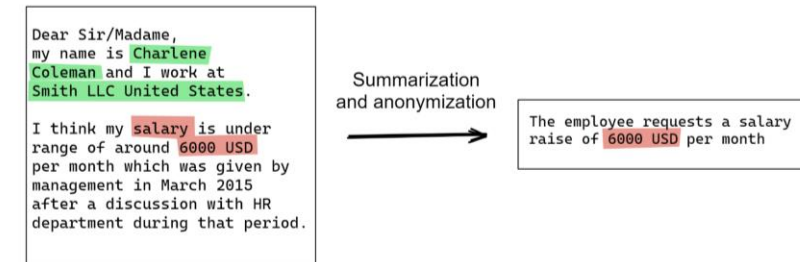 Dear Sir/Madame,
my name is Charlene
Coleman and I work at
Smith LLC United States.
I think my salary is under
range of around 6000 USD
per month which was given by
management in March 2015
after a discussion with HR
department during that period.
Summarization
and anonymization
The employee requests a salary
raise of 6000 USD per month